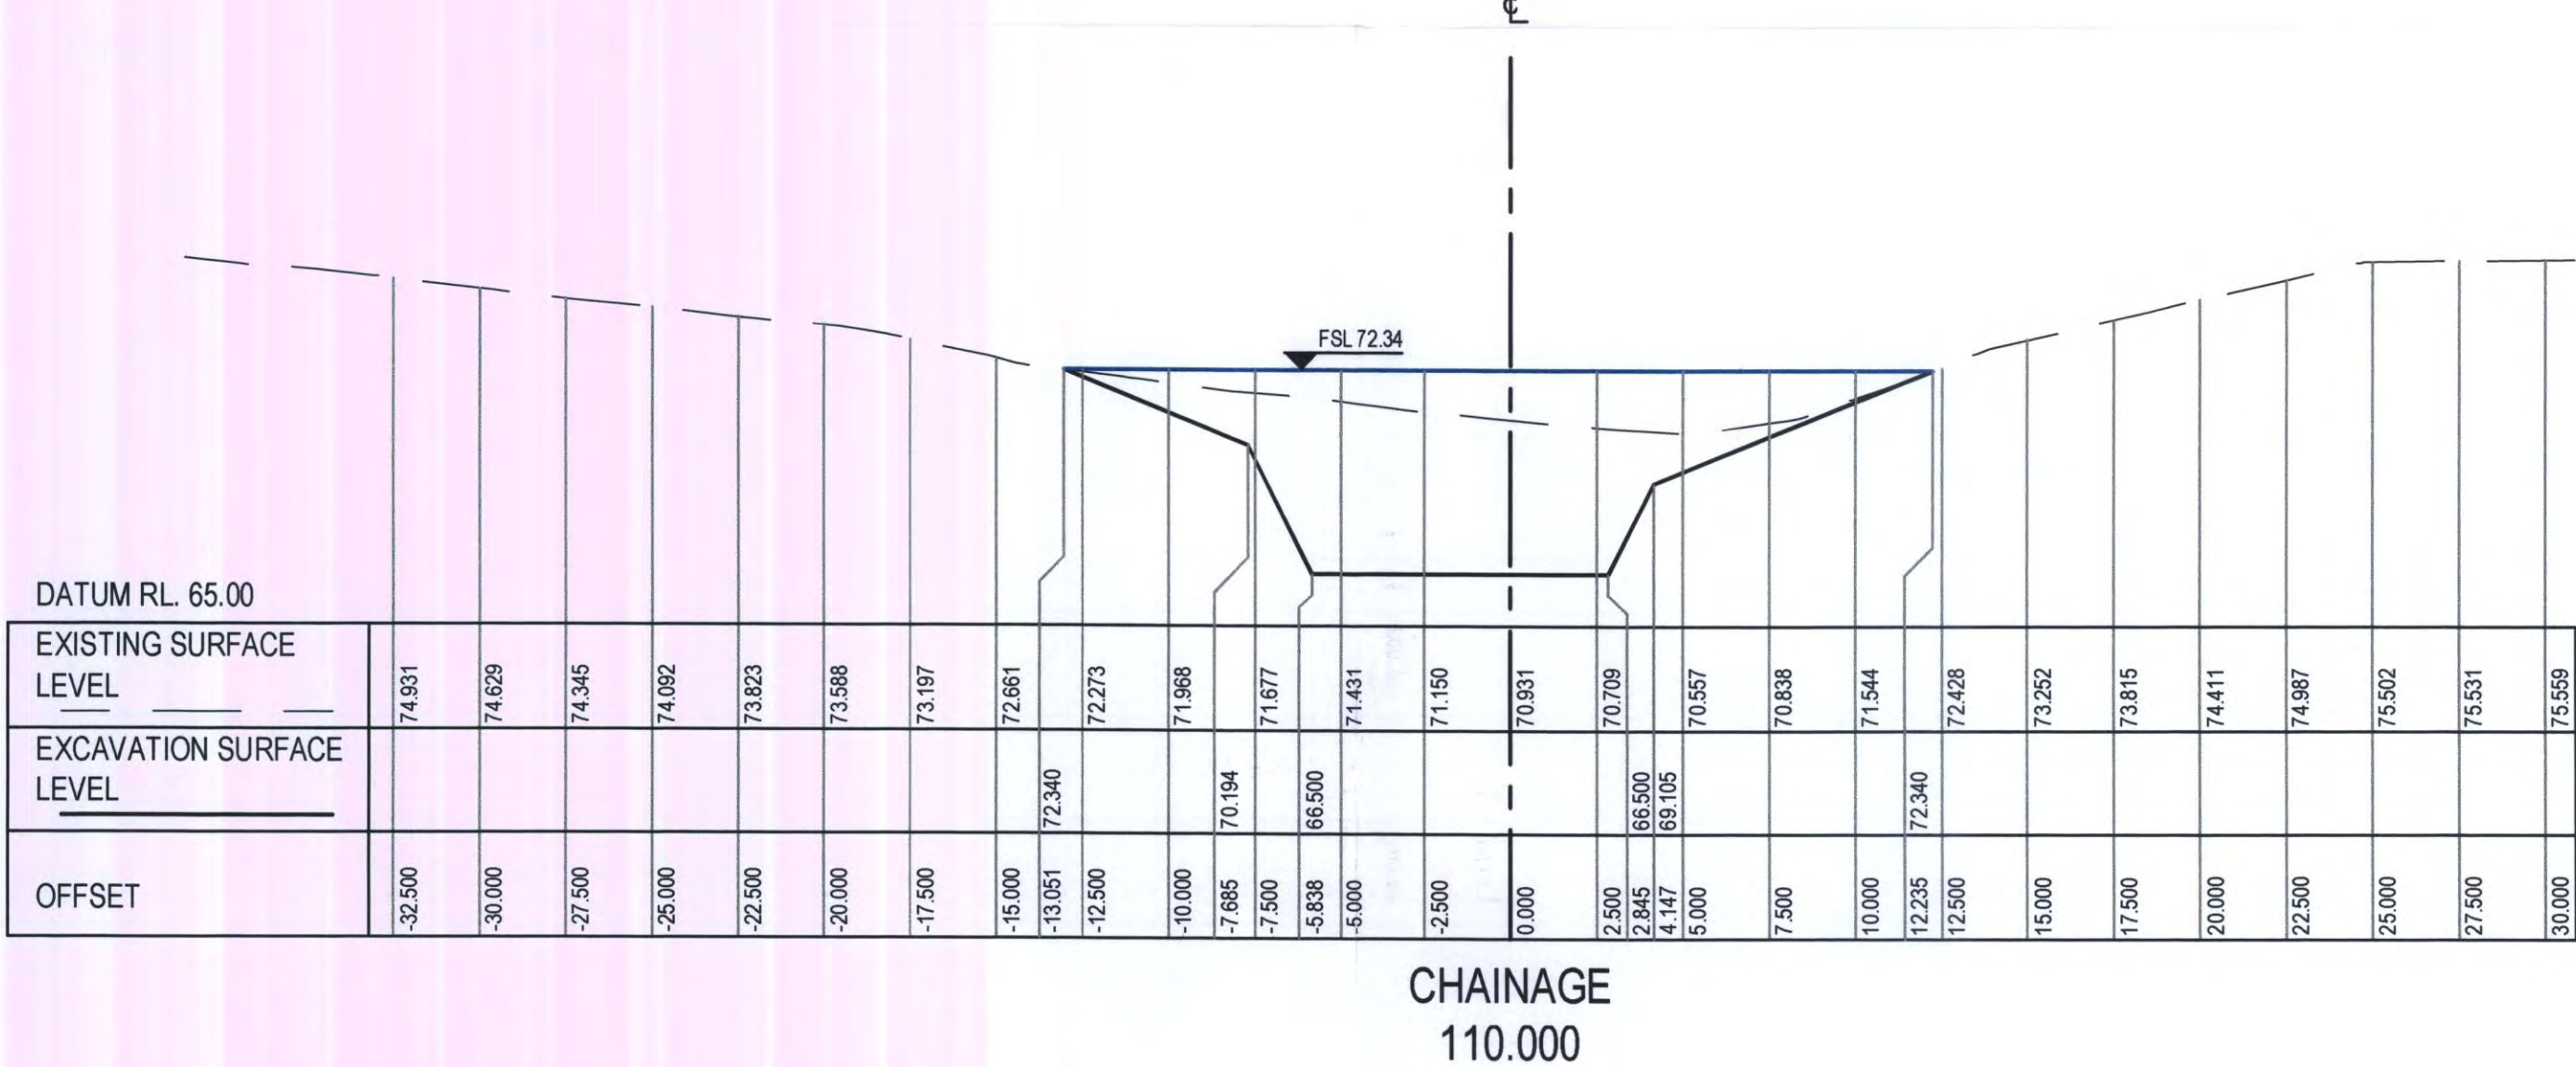 ℄
FSL 72.34
DATUM RL. 65.00
EXISTING SURFACE
LEVEL
74.931 74.629 74.345 74.092 73.823 73.588 73.197 72.661 72.273 71.968 71.677 71.431 71.150 70.931 70.709 70.557 70.838 71.544 72.428 73.252 73.815 74.411 74.987 75.502 75.531 75.559
EXCAVATION SURFACE
LEVEL
72.340 70.194 66.500 66.500 69.105 72.340
OFFSET
-32.500 -30.000 -27.500 -25.000 -22.500 -20.000 -17.500 -15.000 -13.051 -12.500 -10.000 -7.685 -7.500 -5.838 -5.000 -2.500 0.000 2.500 2.845 4.147 5.000 7.500 10.000 12.235 12.500 15.000 17.500 20.000 22.500 25.000 27.500 30.000
CHAINAGE
110.000